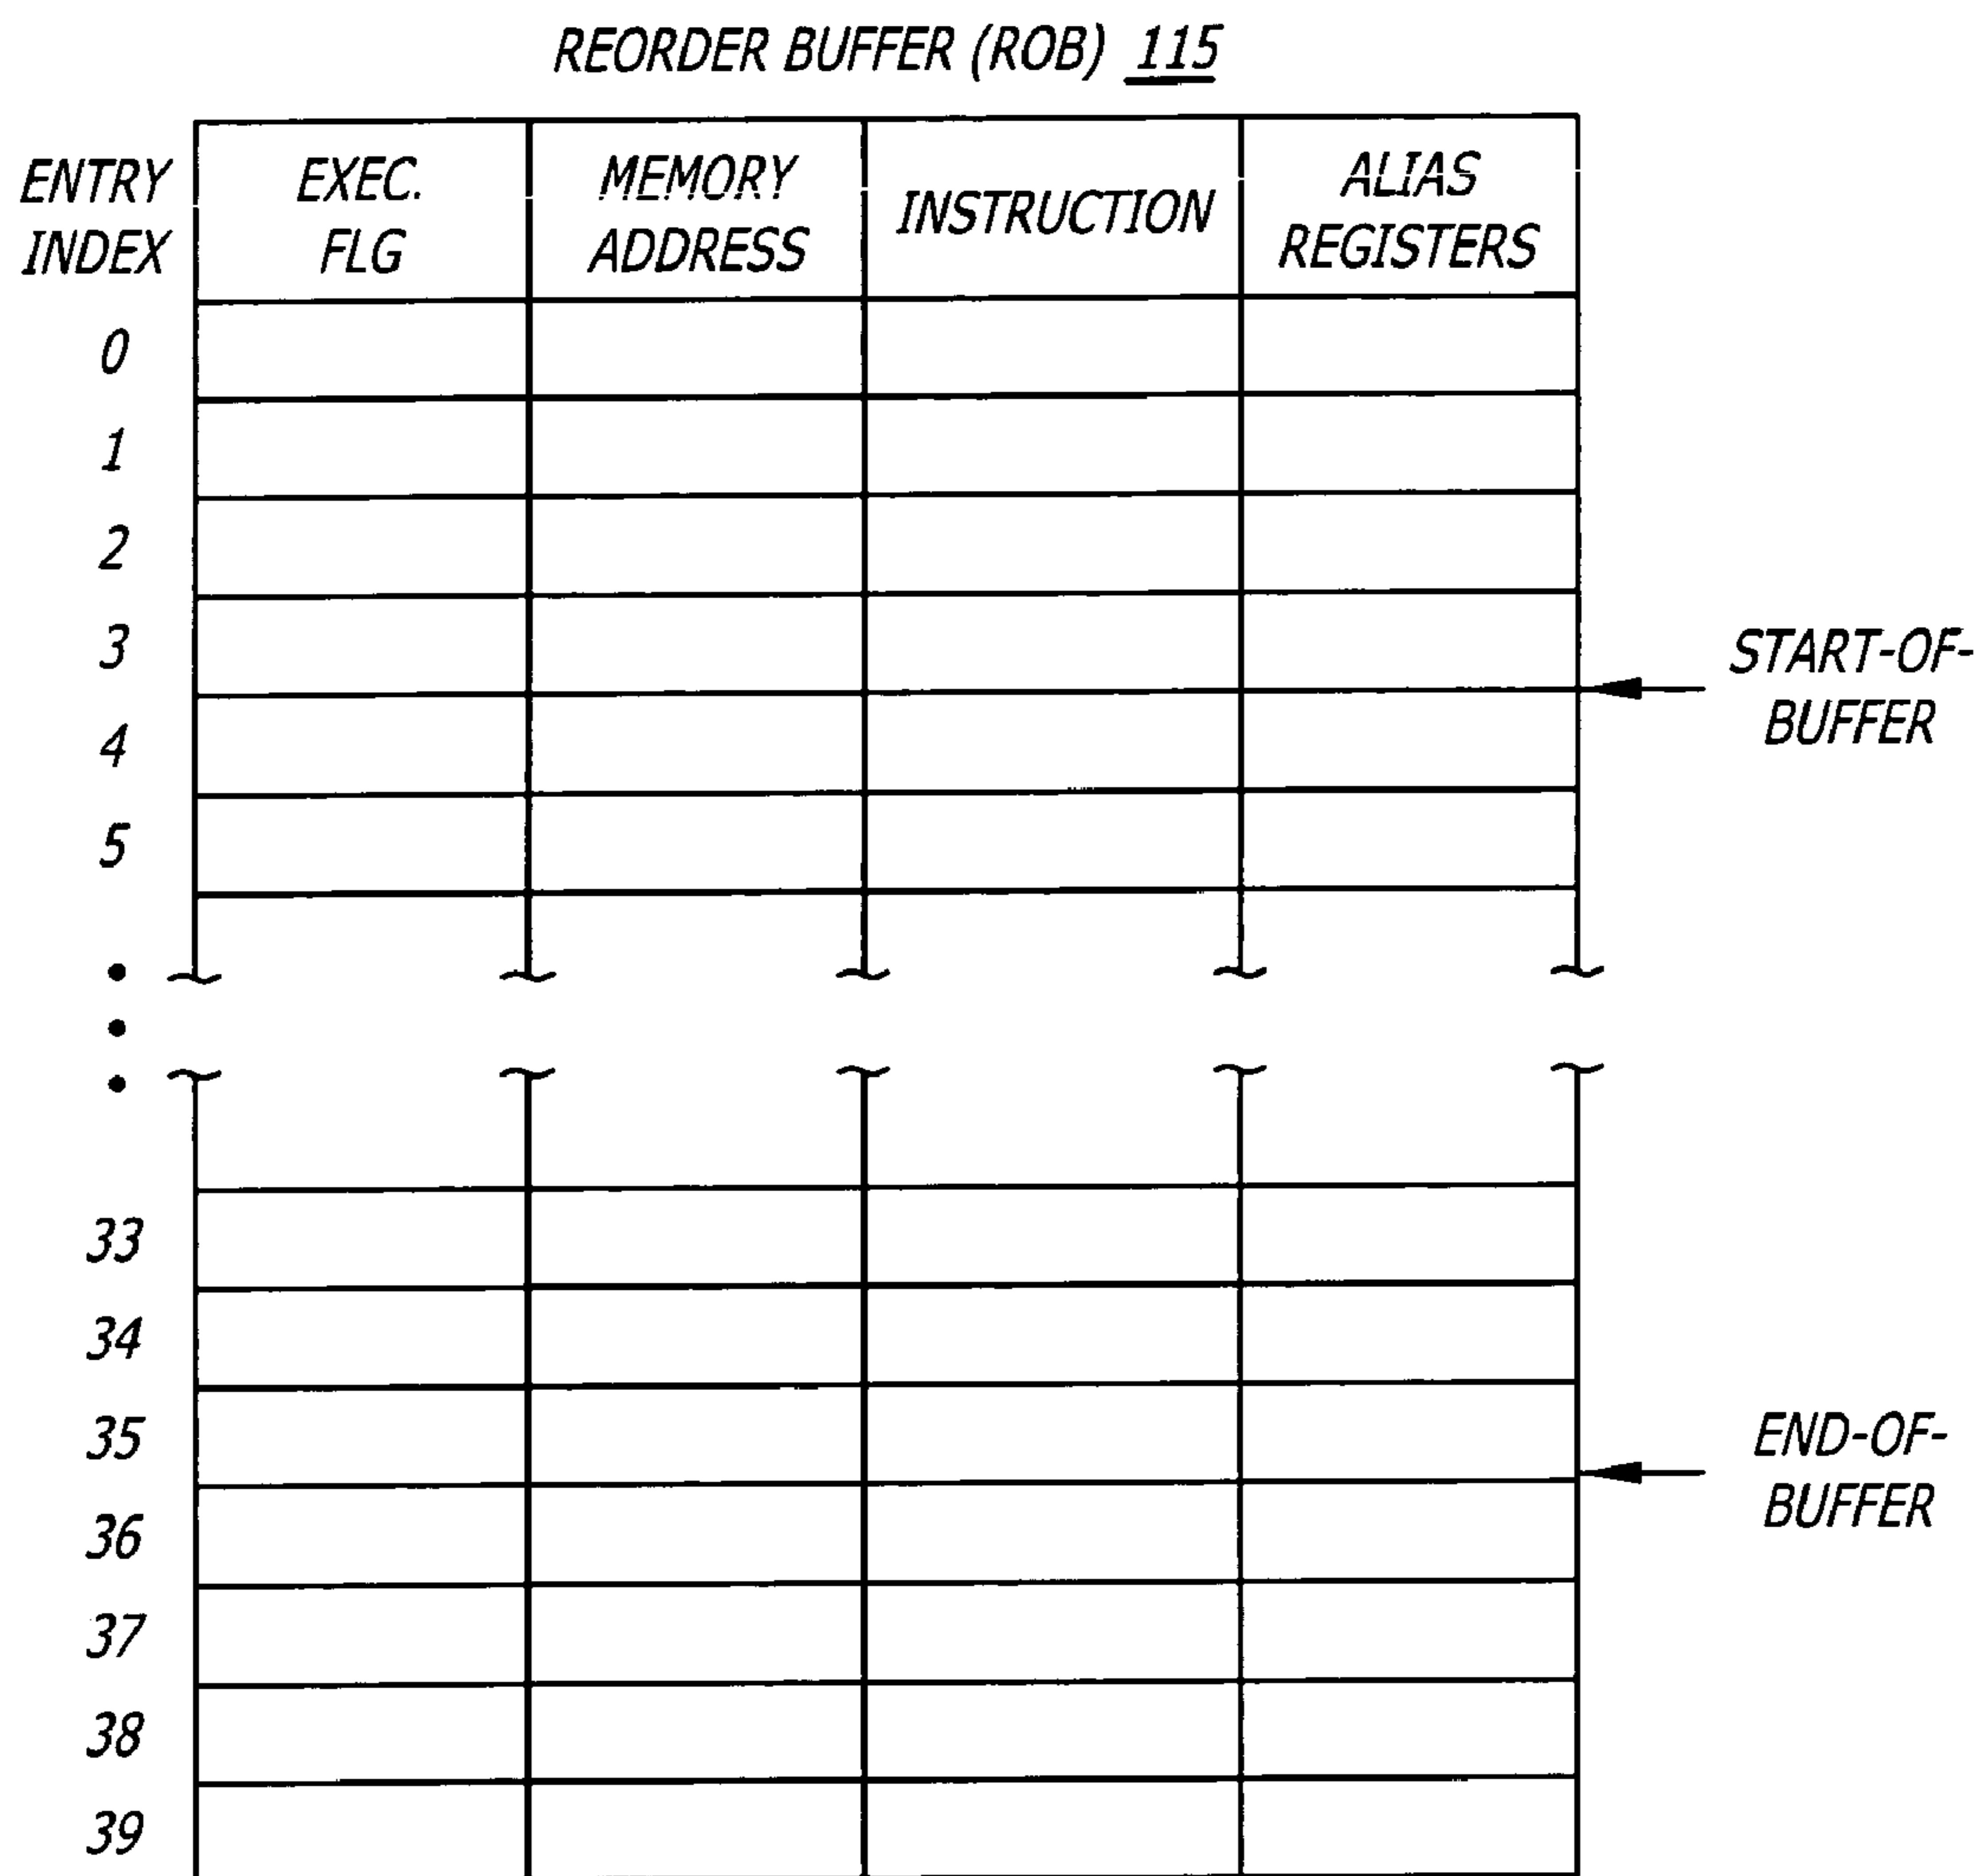 REORDER BUFFER (ROB) 115
ENTRY
INDEX
EXEC.
FLG
MEMORY
ADDRESS
INSTRUCTION
ALIAS
REGISTERS
0
1
2
3
START-OF-
BUFFER
4
5
33
34
35
END-OF-
BUFFER
36
37
38
39